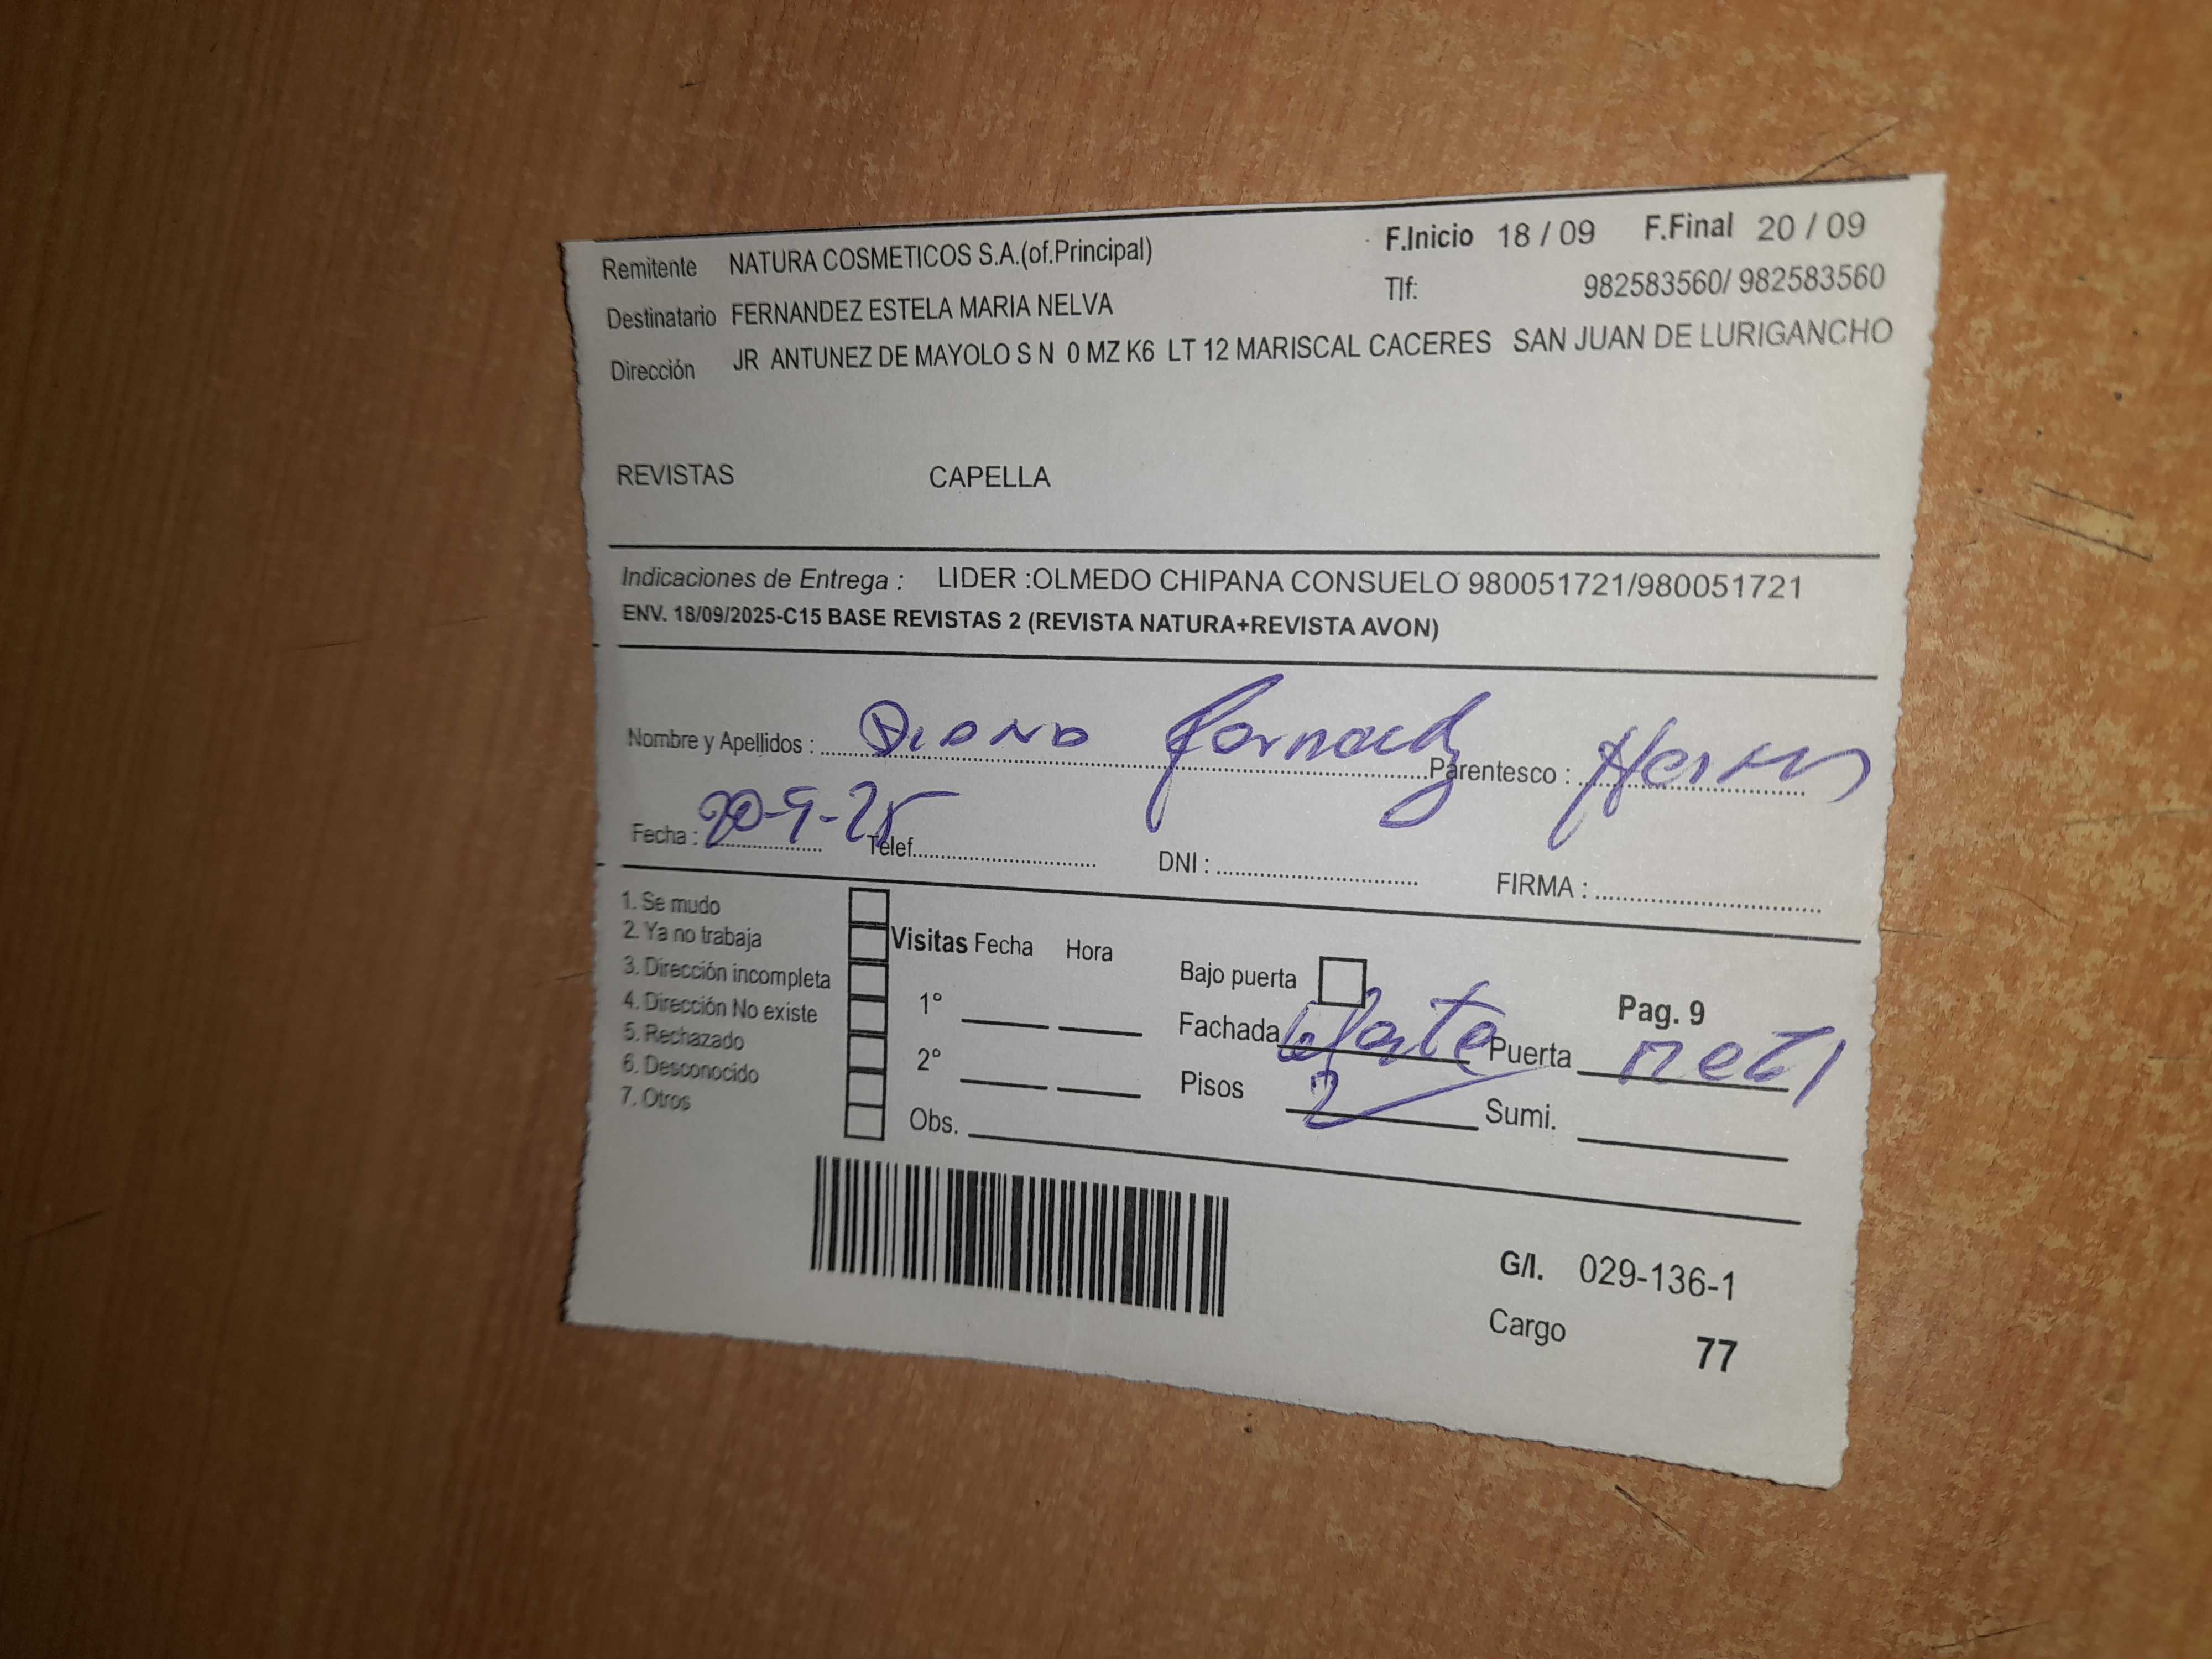 Remitente NATURA COSMETICOS S.A.(of.Principal) F.Inicio 18 / 09 F.Final 20 / 09
Destinatario FERNANDEZ ESTELA MARIA NELVA Tlf: 982583560/ 982583560
Dirección JR ANTUNEZ DE MAYOLO S N 0 MZ K6 LT 12 MARISCAL CACERES SAN JUAN DE LURIGANCHO
REVISTAS CAPELLA
Indicaciones de Entrega : LIDER :OLMEDO CHIPANA CONSUELO 980051721/980051721
ENV. 18/09/2025-C15 BASE REVISTAS 2 (REVISTA NATURA+REVISTA AVON)
Nombre y Apellidos : Diana Parentesco :
Fecha : 20-9-25 Telef. DNI : FIRMA :
1. Se mudo
2. Ya no trabaja Visitas Fecha Hora
3. Dirección incompleta Bajo puerta
4. Dirección No existe 1° Fachada Pag. 9
5. Rechazado Puerta metl
6. Desconocido 2° Pisos 2
7. Otros Obs. Sumi.
G/I. 029-136-1
Cargo 77